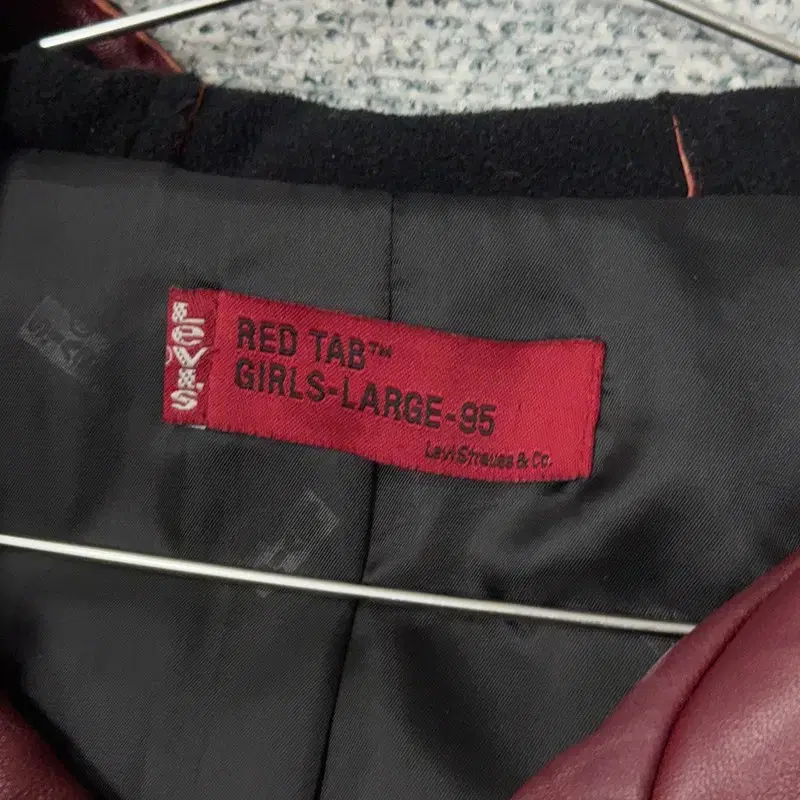 LEVI'S
RED TAB™
GIRLS-LARGE-95
Levi Strauss & Co.